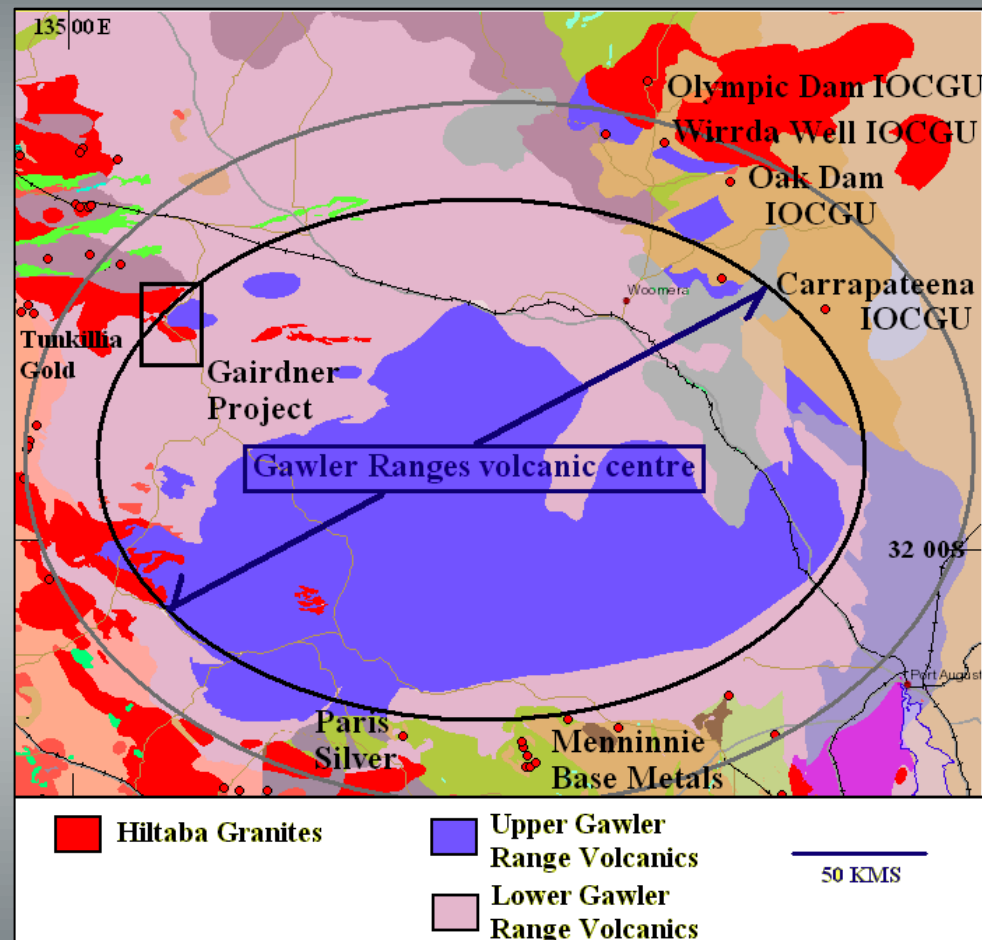 135 00 E
Olympic Dam IOCGU
Wirrda Well IOCGU
Oak Dam
IOCGU
Woomera
Carrapateena
IOCGU
Tunkillia
Gold
Gairdner
Project
Gawler Ranges volcanic centre
32 00S
Port August
Paris
Silver
Menninnie
Base Metals
Hiltaba Granites
Upper Gawler
Range Volcanics
50 KMS
Lower Gawler
Range Volcanics